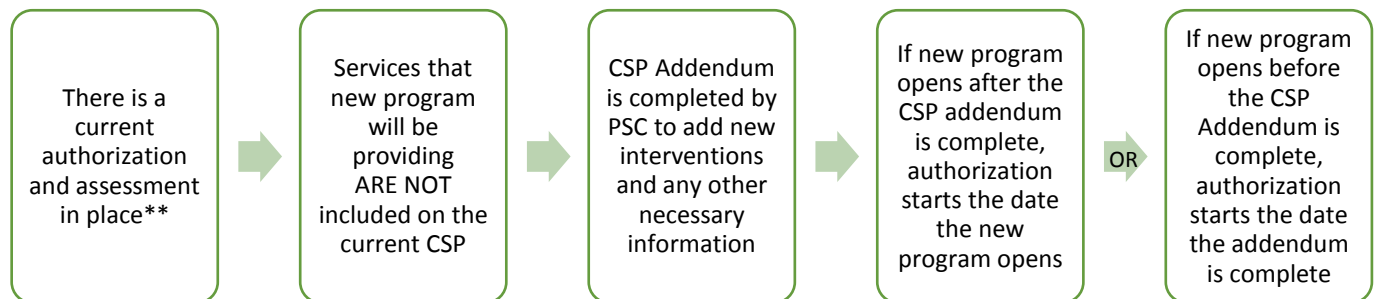 There is a
current
authorization
and assessment
in place**
Services that
new program
will be
providing
ARE NOT
included on the
current CSP
CSP Addendum
is completed by
PSC to add new
interventions
and any other
necessary
information
If new program
opens after the
CSP addendum
is complete,
authorization
starts the date
the new
program opens
OR
If new program
opens before
the CSP
Addendum is
complete,
authorization
starts the date
the addendum
is complete